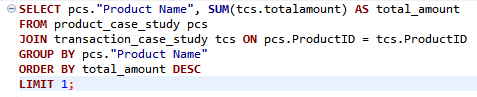 SELECT pcs."Product Name", SUM(tcs.totalamount) AS total_amount
FROM product_case_study pcs
JOIN transaction_case_study tcs ON pcs.ProductID = tcs.ProductID
GROUP BY pcs."Product Name"
ORDER BY total_amount DESC
LIMIT 1;